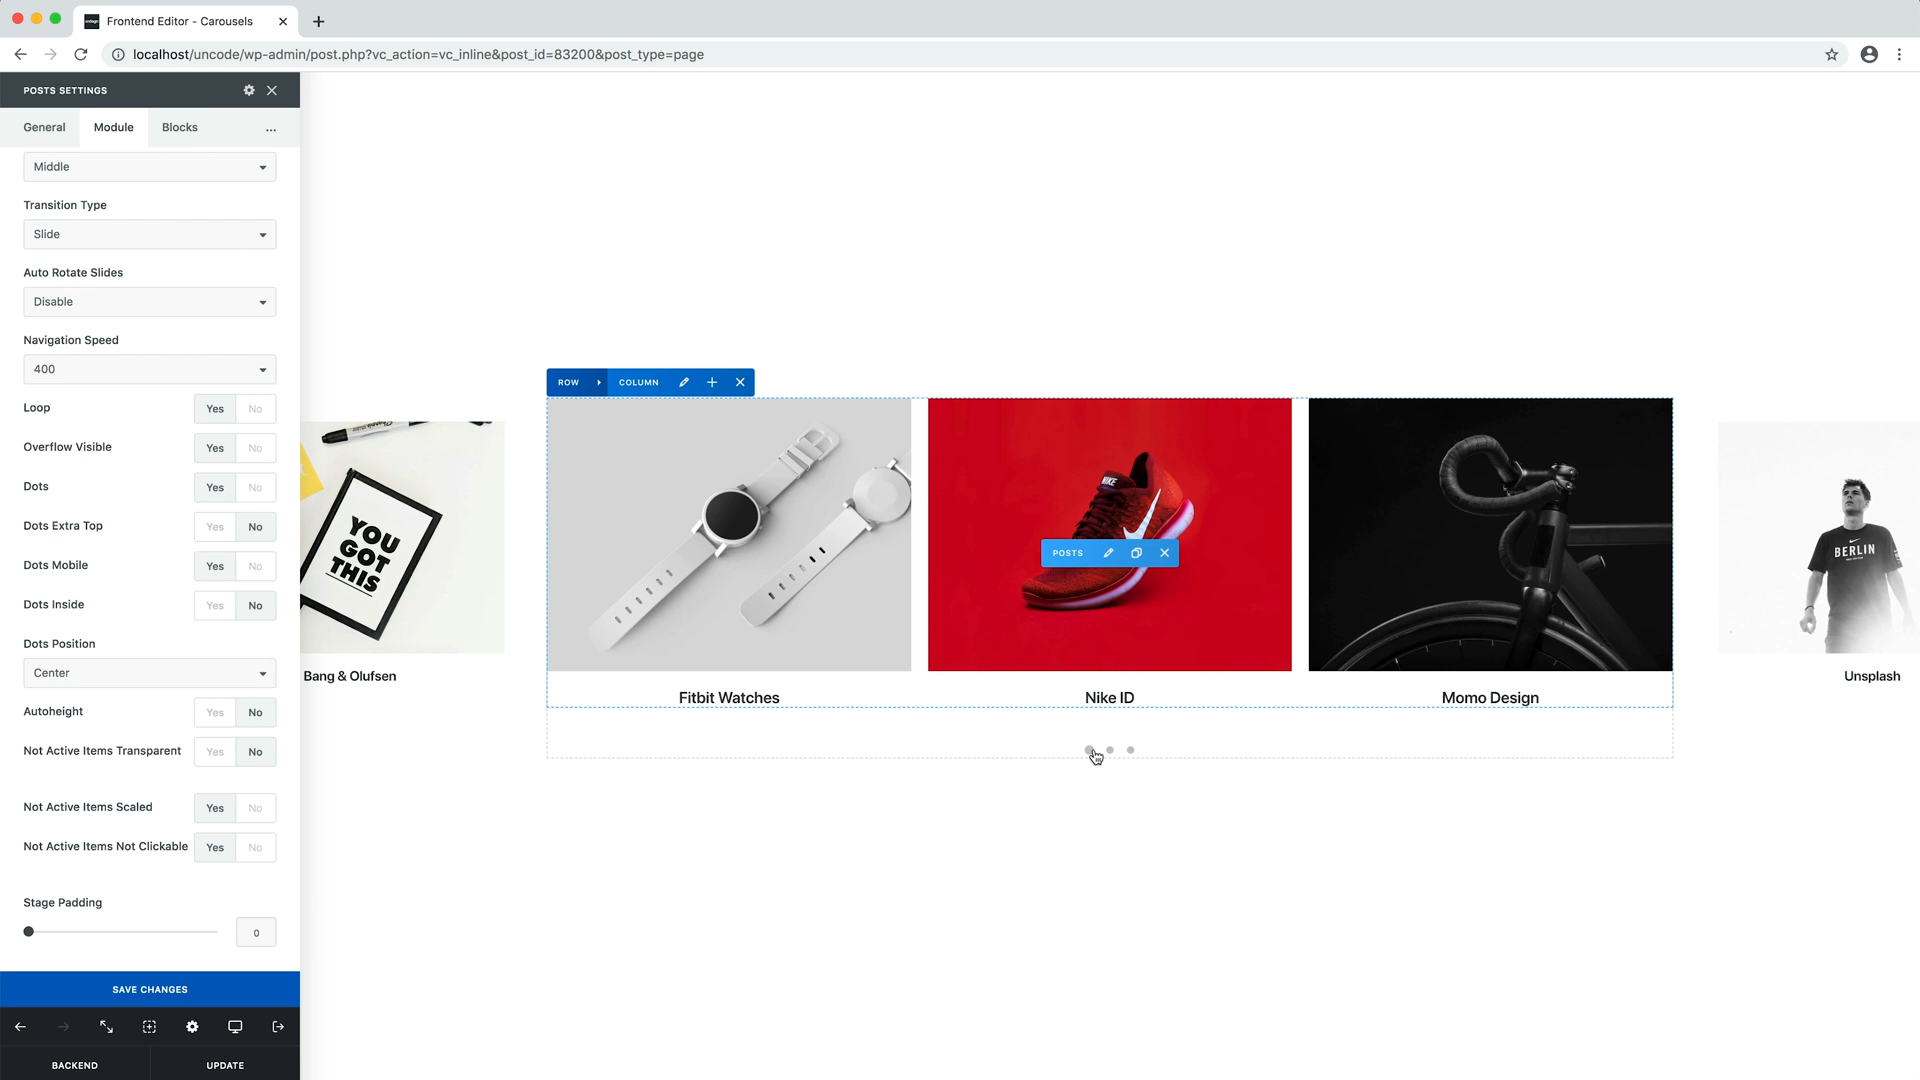 Frontend Editor - Carousels
localhost/uncode/wp-admin/post.php?vc_action=vc_inline&post_id=83200&post_type=page
POSTS SETTINGS
General
Module
Blocks
...
Middle
Transition Type
Slide
Auto Rotate Slides
Disable
Navigation Speed
400
Loop
Yes
No
Overflow Visible
Yes
No
Dots
Yes
No
Dots Extra Top
Yes
No
Dots Mobile
Yes
No
Dots Inside
Yes
No
Dots Position
Center
Autoheight
Yes
No
Not Active Items Transparent
Yes
No
Not Active Items Scaled
Yes
No
Not Active Items Not Clickable
Yes
No
Stage Padding
0
SAVE CHANGES
BACKEND
UPDATE
ROW
COLUMN
YOU
GOT
THIS
Bang & Olufsen
Fitbit Watches
NIKE
POSTS
Nike ID
Momo Design
BERLIN
Unsplash